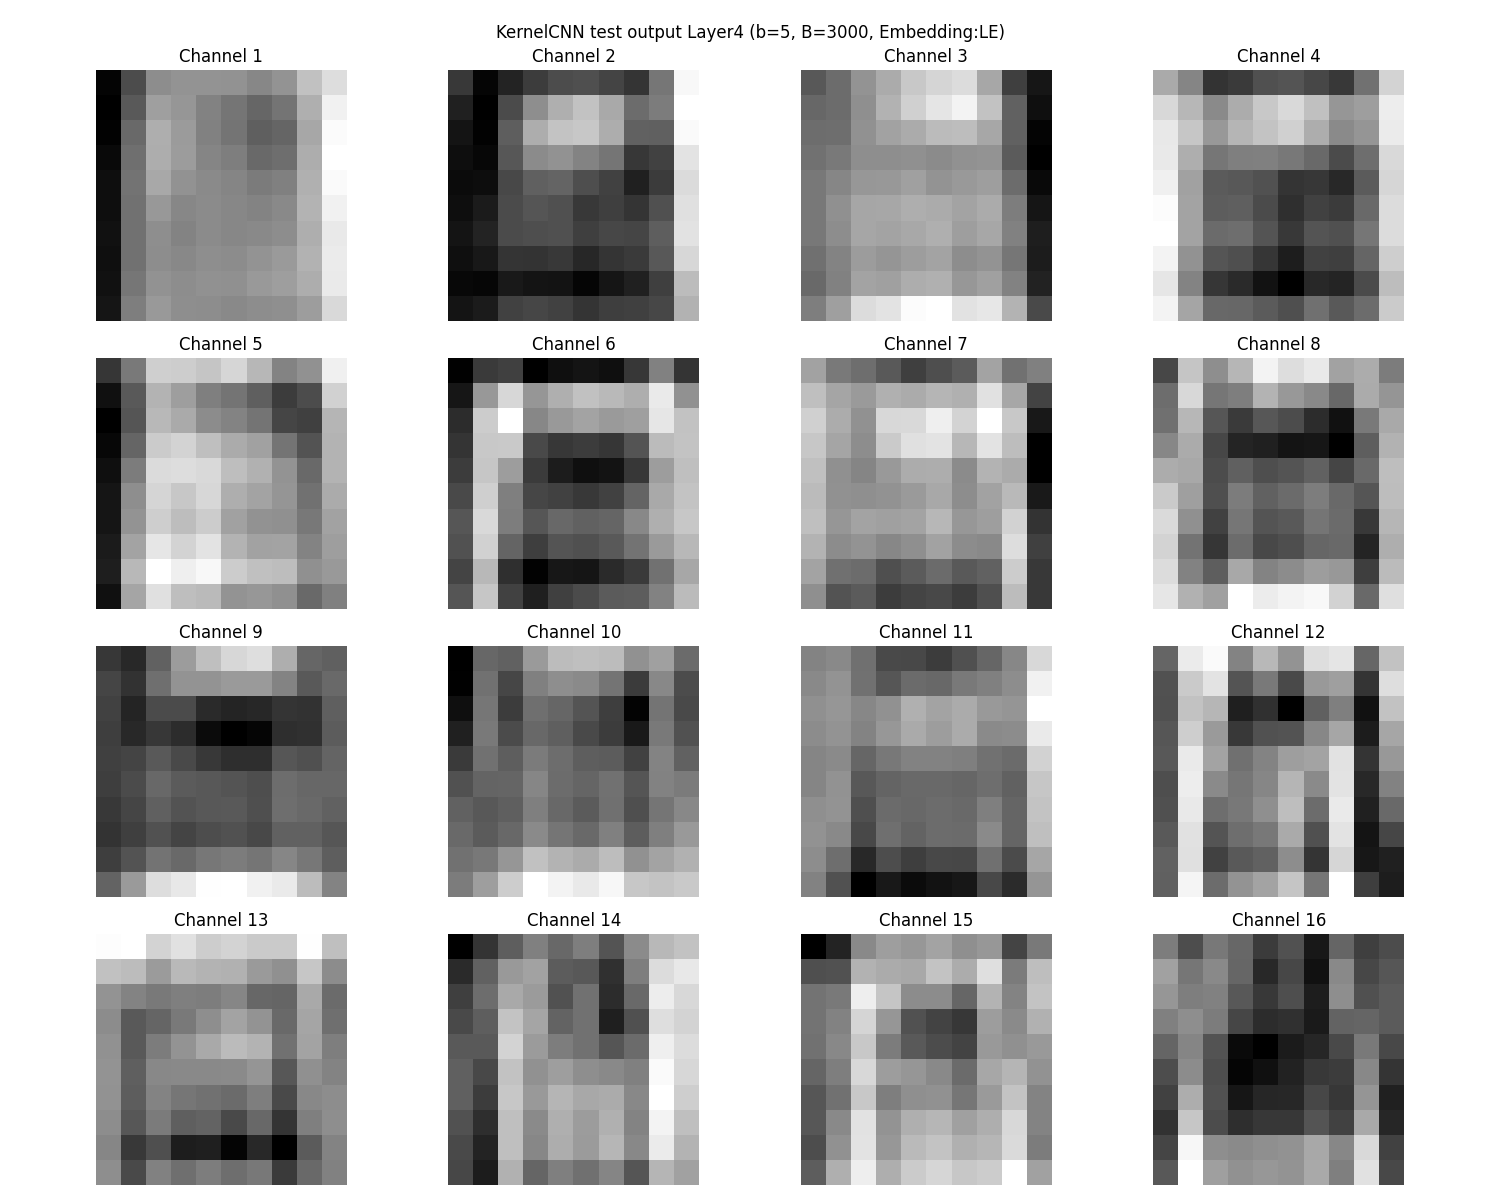 KernelCNN test output Layer4 (b=5, B=3000, Embedding:LE)
Channel 1
Channel 2
Channel 3
Channel 4
Channel 5
Channel 6
Channel 7
Channel 8
Channel 9
Channel 10
Channel 11
Channel 12
Channel 13
Channel 14
Channel 15
Channel 16